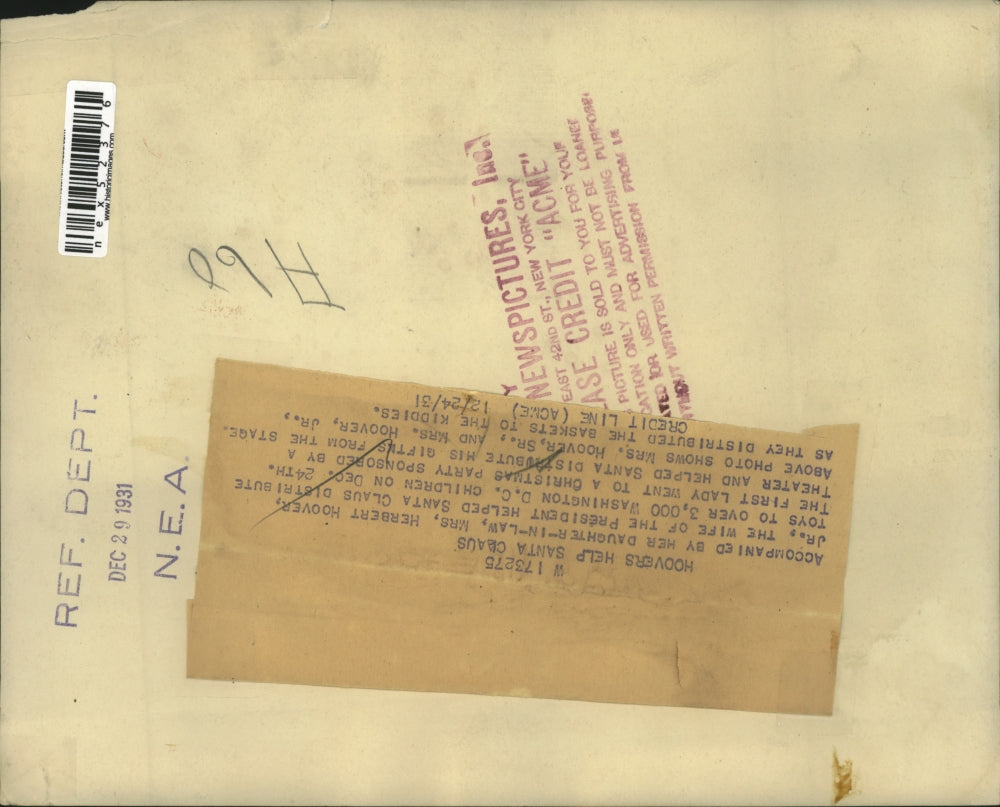 W 173275
HOOVERS HELP SANTA CLAUS
ACCOMPANIED BY HER DAUGHTER-IN-LAW, MRS, HERBERT HOOVER,
JR., THE WIFE OF THE PRESIDENT HELPED SANTA CLAUS DISTRIBUTE
TOYS TO OVER 3,000 WASHINGTON D.C. CHILDREN ON DEC. 24TH.
THE FIRST LADY WENT TO A CHRISTMAS PARTY SPONSORED BY A
THEATER AND HELPED SANTA DISTRIBUTE HIS GIFTS FROM THE STAGE.
ABOVE PHOTO SHOWS MRS. HOOVER, SR., AND MRS. HOOVER, JR.,
AS THEY DISTRIBUTED THE BASKETS TO THE KIDDIES.
CREDIT LINE (ACME) 12/24/31
REF. DEPT.
DEC 29 1931
N. E. A.
nex52376
www.historicimages.com
NEWSPICTURES, Inc.
EAST 42ND ST., NEW YORK CITY
CREDIT "ACME"
PICTURE IS SOLD TO YOU FOR YOUR
ONLY AND MUST NOT BE LOANED
OR USED FOR ADVERTISING PURPOSES
WRITTEN PERMISSION FROM US